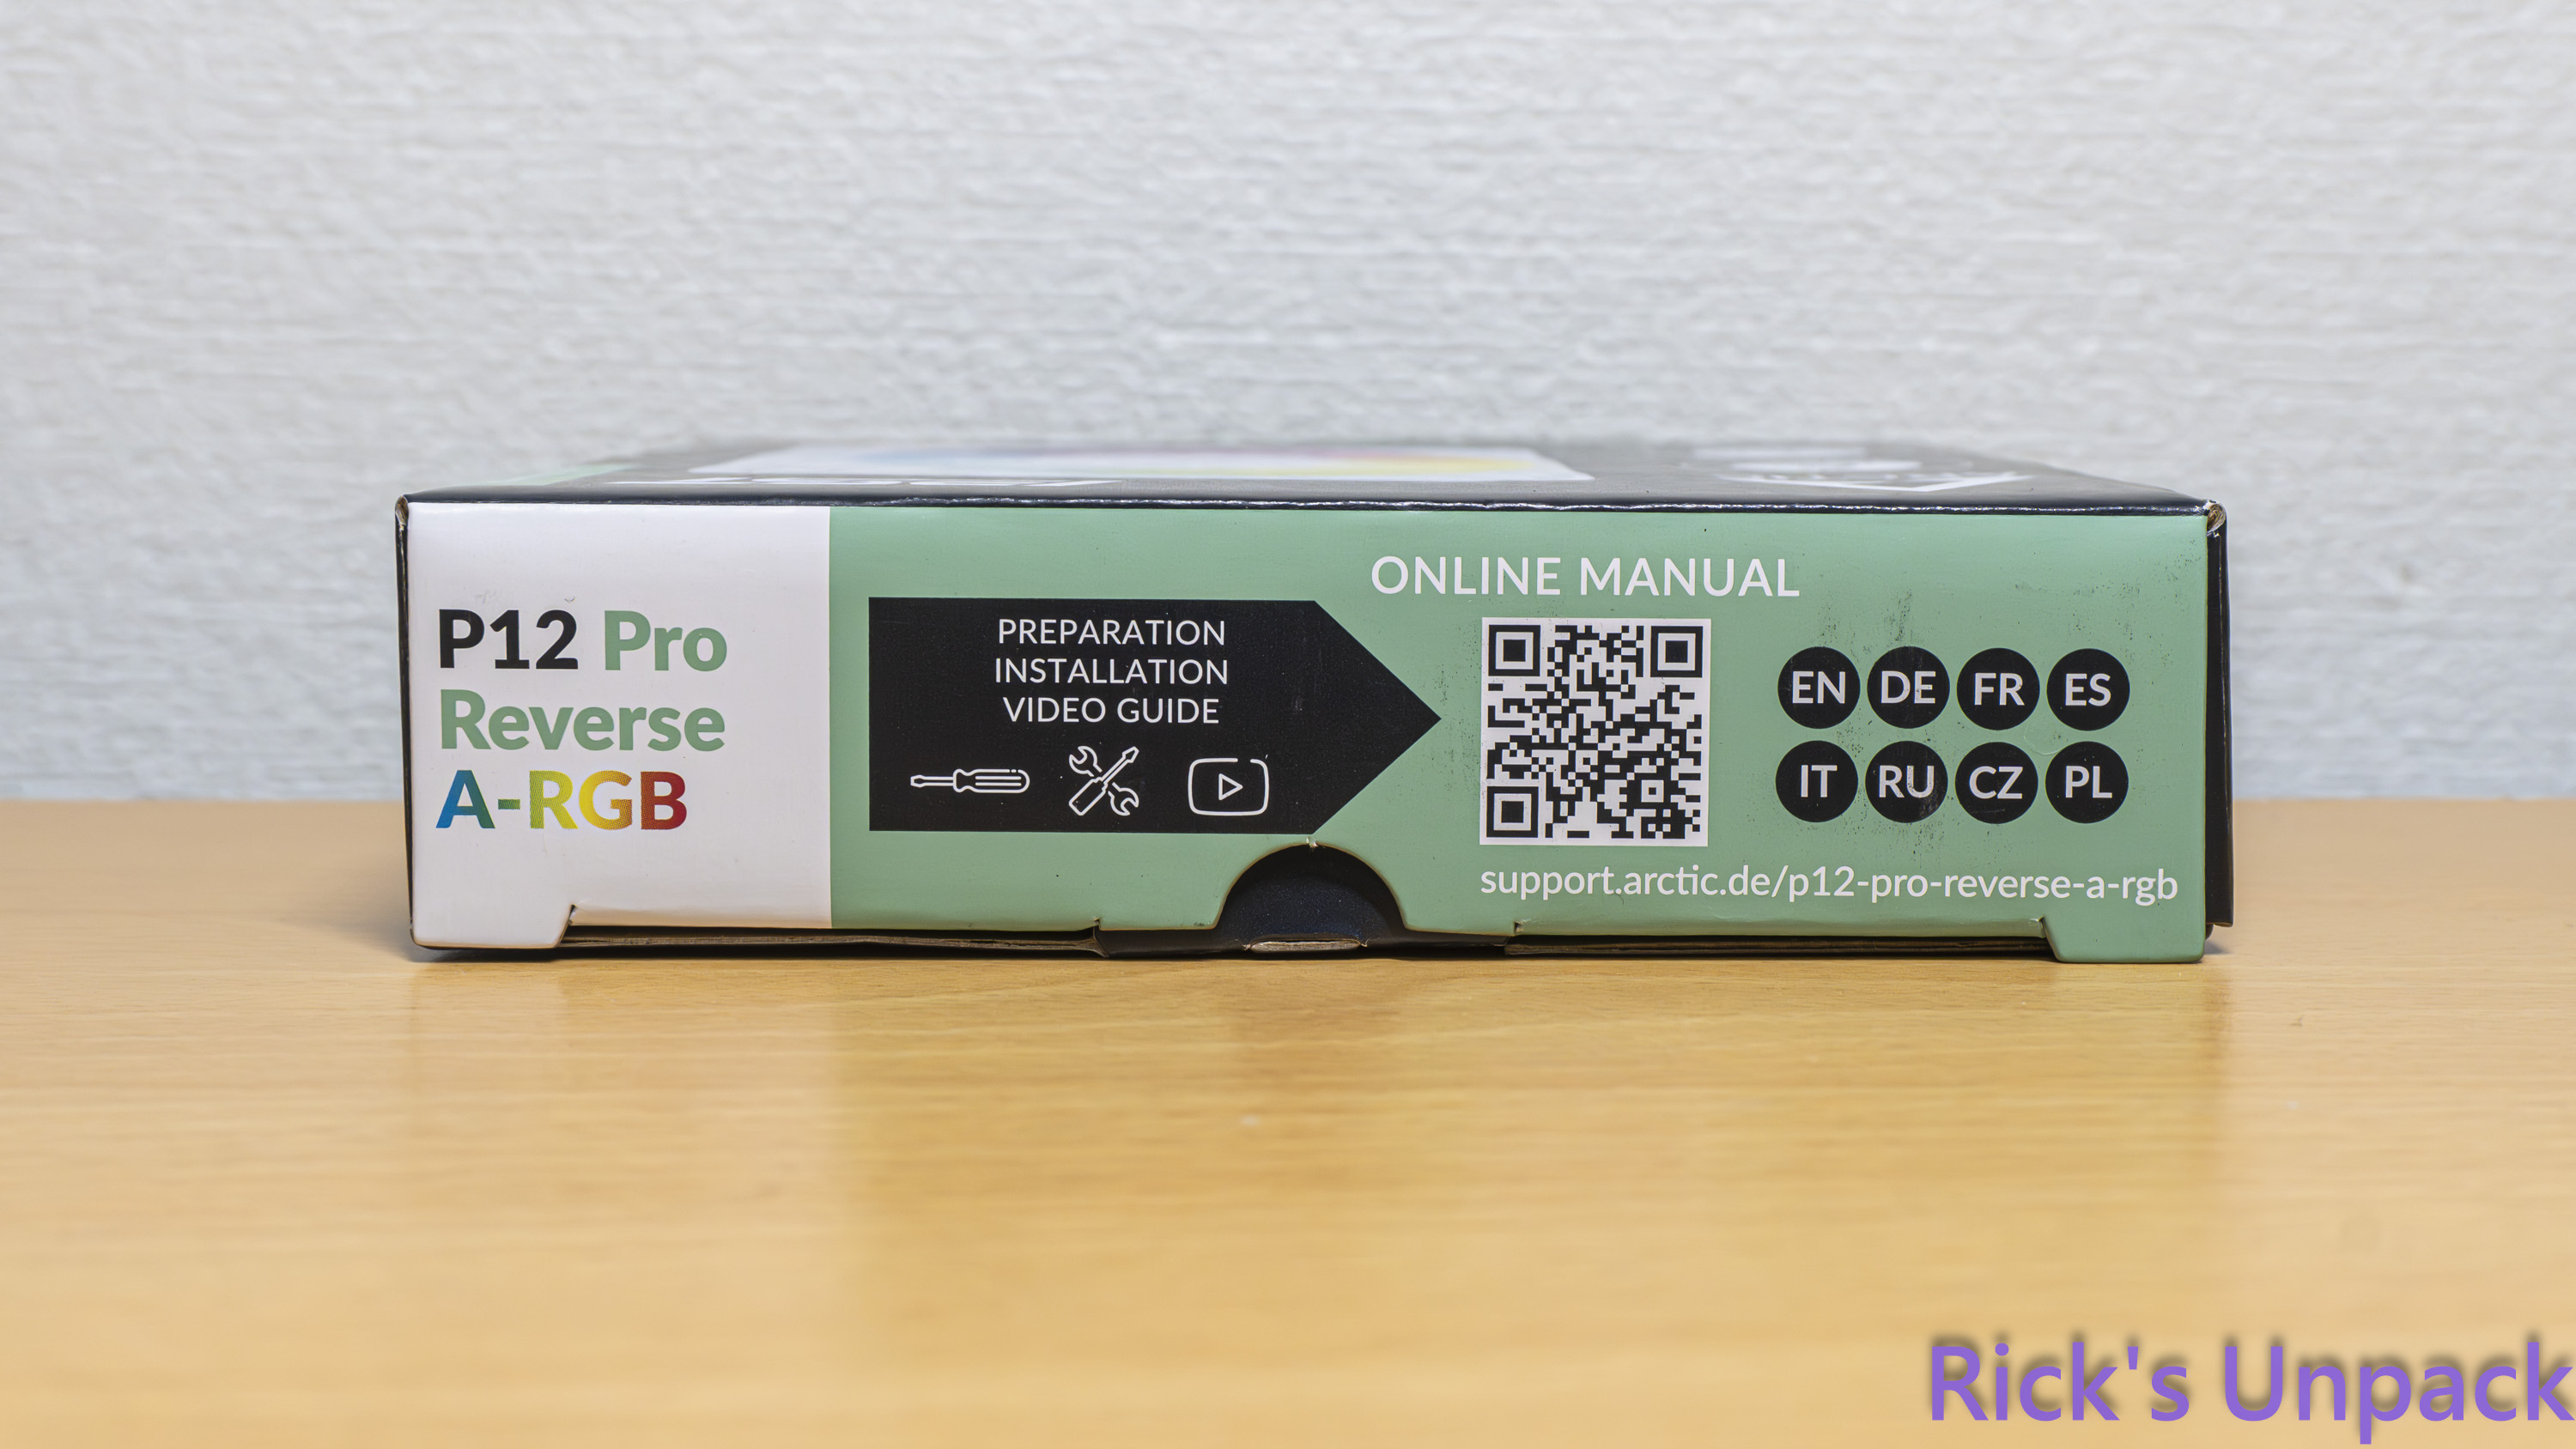 P12 Pro
Reverse
A-RGB
PREPARATION
INSTALLATION
VIDEO GUIDE
ONLINE MANUAL
EN DE FR ES
IT RU CZ PL
support.arctic.de/p12-pro-reverse-a-rgb
Rick's Unpack